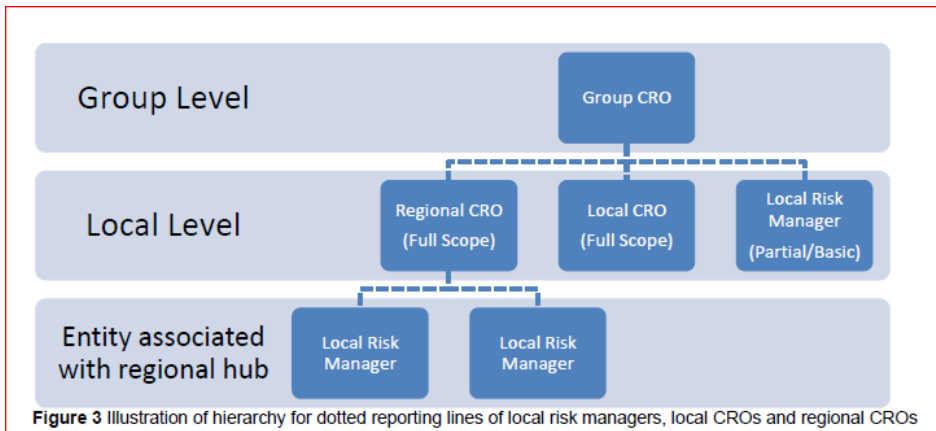 Group Level
Group CRO
Local Level
Regional CRO
(Full Scope)
Local CRO
(Full Scope)
Local Risk
Manager
(Partial/Basic)
Entity associated
with regional hub
Local Risk
Manager
Local Risk
Manager
Figure 3 Illustration of hierarchy for dotted reporting lines of local risk managers, local CROs and regional CROs